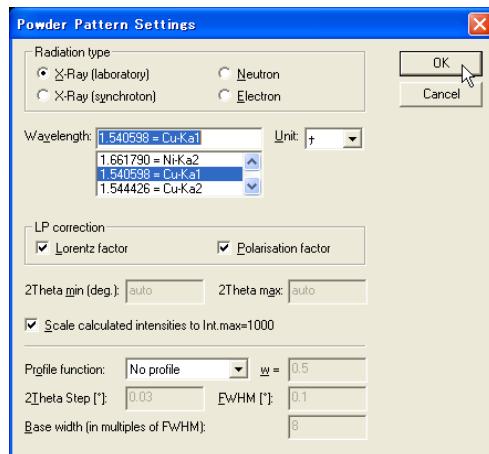 Powder Pattern Settings
Radiation type
X-Ray (laboratory) Neutron
X-Ray (synchroton) Electron
OK
Cancel
Wavelength: 1.540598 = Cu-Ka1 Unit: †
1.661790 = Ni-Ka2
1.540598 = Cu-Ka1
1.544426 = Cu-Ka2
LP correction
Lorentz factor Polarisation factor
2Theta min (deg.): auto 2Theta max: auto
Scale calculated intensities to Int.max=1000
Profile function: No profile w = 0.5
2Theta Step [°]: 0.03 FWHM [°]: 0.1
Base width (in multiples of FWHM): 8